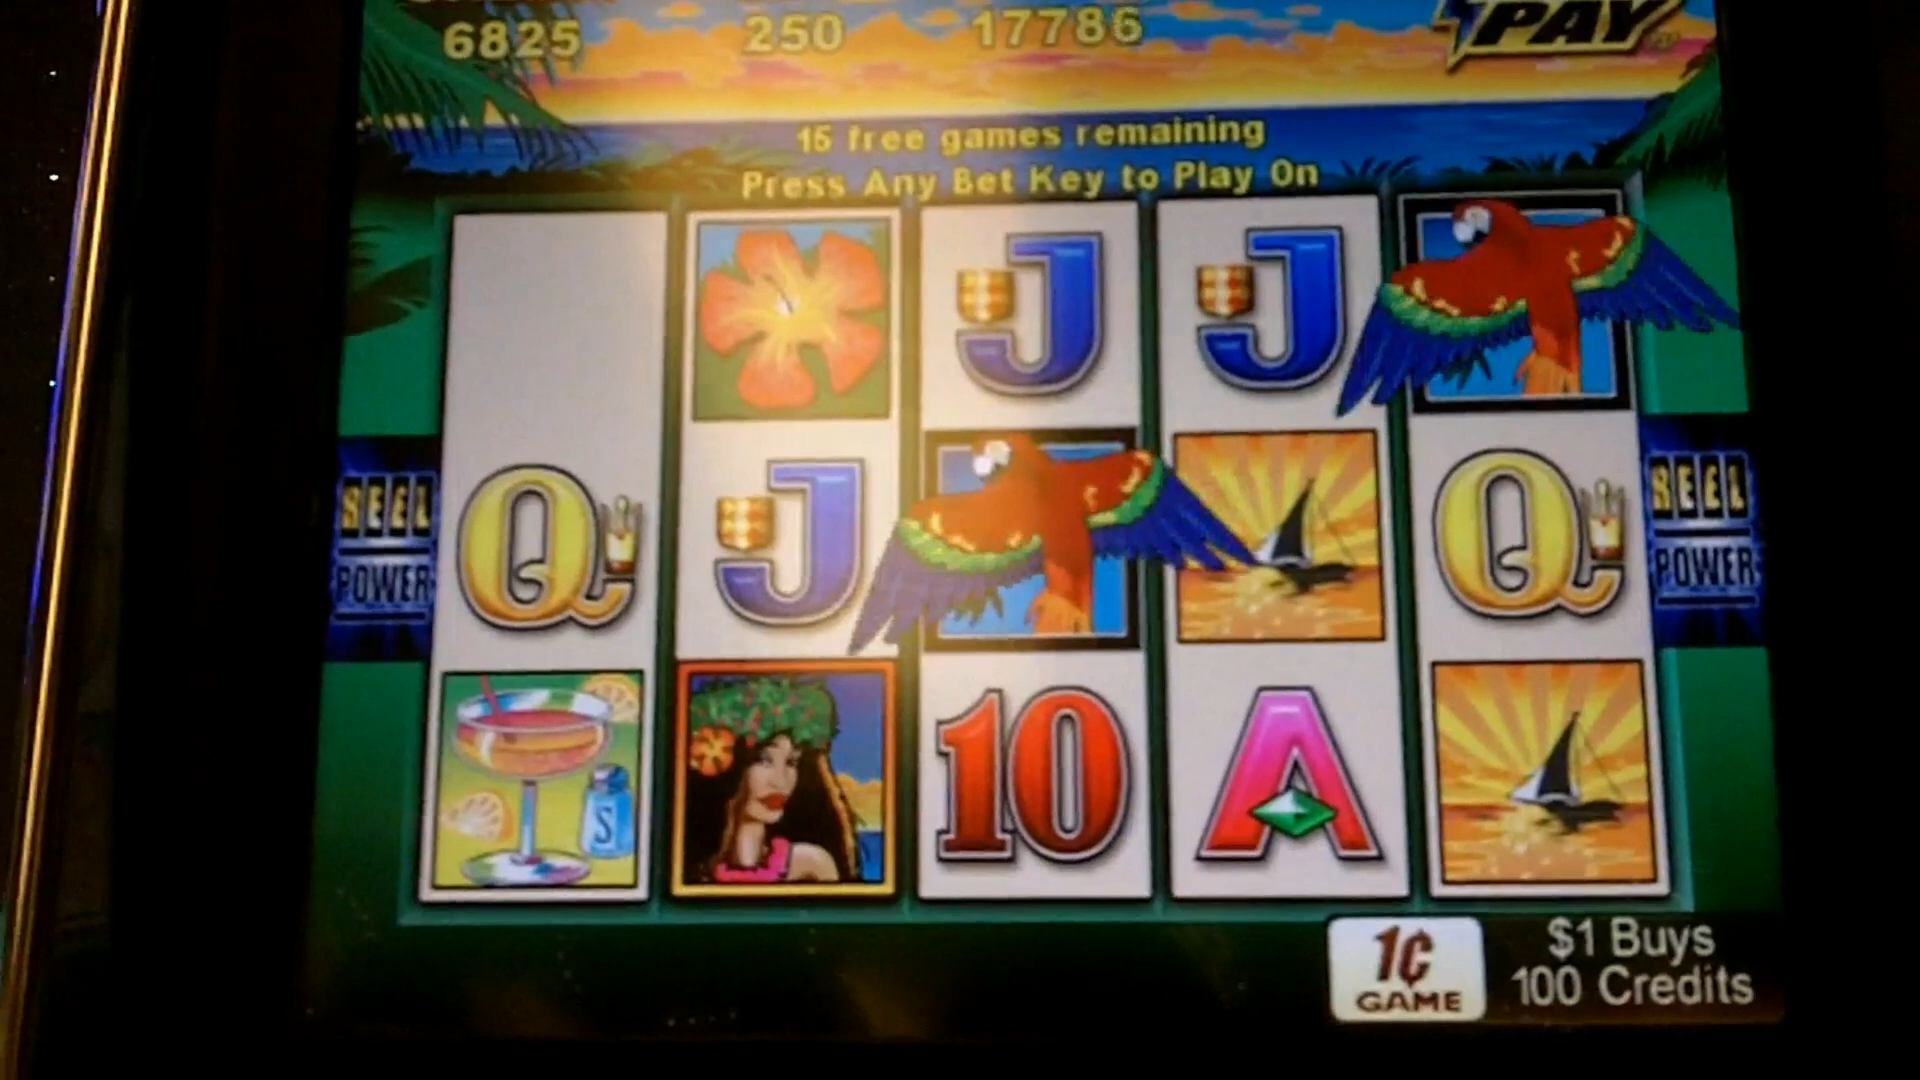 6825 250 17786
PAY
15 free games remaining
Press Any Bet Key to Play On
J J
REEL POWER
Q J Q
REEL POWER
S
10 A
1¢ GAME
$1 Buys
100 Credits